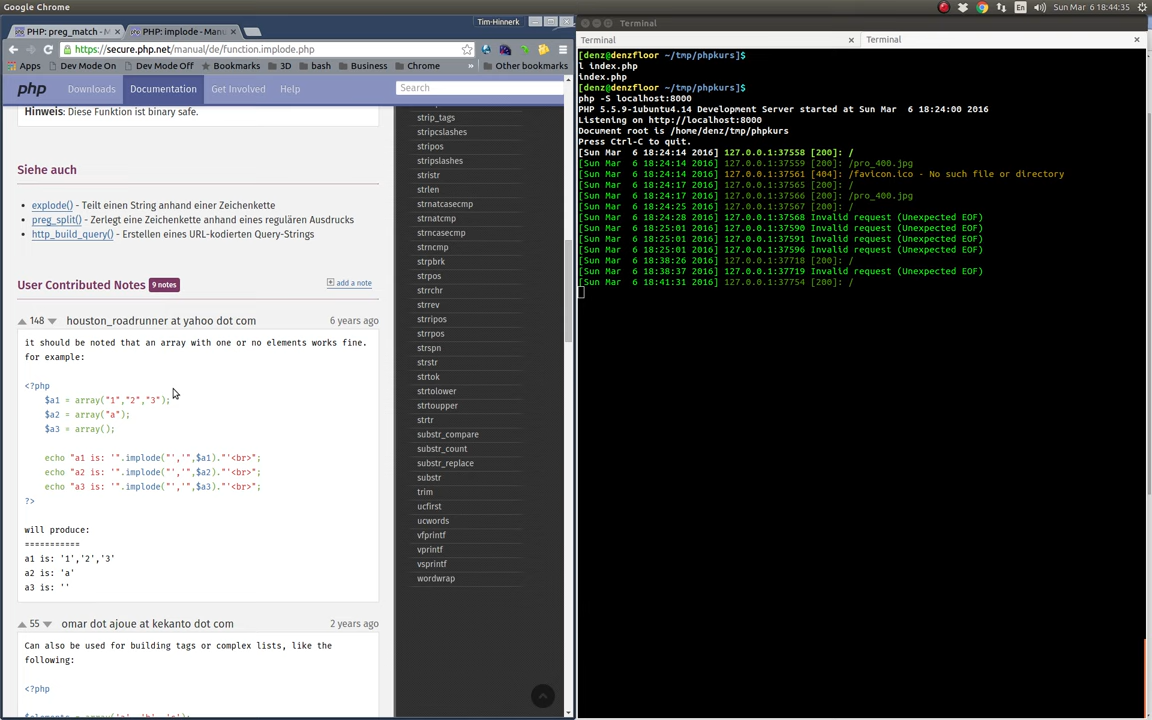 Google Chrome
En
Sun Mar 6 18:44:35
PHP: preg_match - M
PHP: implode - Manu
Tim-Hinnerk
https://secure.php.net/manual/de/function.implode.php
Apps
Dev Mode On
Dev Mode Off
Bookmarks
3D
bash
Business
Chrome
»
Other bookmarks
php
Downloads
Documentation
Get Involved
Help
Search
Hinweis: Diese Funktion ist binary safe.
Siehe auch
explode() - Teilt einen String anhand einer Zeichenkette
preg_split() - Zerlegt eine Zeichenkette anhand eines regulären Ausdrucks
http_build_query() - Erstellen eines URL-kodierten Query-Strings
User Contributed Notes 9 notes
add a note
148 houston_roadrunner at yahoo dot com
6 years ago
it should be noted that an array with one or no elements works fine.
for example:
<?php
$a1 = array("1","2","3");
$a2 = array("a");
$a3 = array();
echo "a1 is: '".implode("','",$a1)."'<br>";
echo "a2 is: '".implode("','",$a2)."'<br>";
echo "a3 is: '".implode("','",$a3)."'<br>";
?>
will produce:
===========
a1 is: '1','2','3'
a2 is: 'a'
a3 is: ''
55 omar dot ajoue at kekanto dot com
2 years ago
Can also be used for building tags or complex lists, like the
following:
<?php
$elements = array('a', 'b', 'c');
strip_tags
stripcslashes
stripos
stripslashes
stristr
strlen
strnatcasecmp
strnatcmp
strncasecmp
strncmp
strpbrk
strpos
strrchr
strrev
strripos
strrpos
strspn
strstr
strtok
strtolower
strtoupper
strtr
substr_compare
substr_count
substr_replace
substr
trim
ucfirst
ucwords
vfprintf
vprintf
vsprintf
wordwrap
Terminal
Terminal
Terminal
[denz@denzfloor ~/tmp/phpkurs]$
l index.php
index.php
[denz@denzfloor ~/tmp/phpkurs]$
php -S localhost:8000
PHP 5.5.9-1ubuntu4.14 Development Server started at Sun Mar  6 18:24:00 2016
Listening on http://localhost:8000
Document root is /home/denz/tmp/phpkurs
Press Ctrl-C to quit.
[Sun Mar  6 18:24:14 2016] 127.0.0.1:37558 [200]: /
[Sun Mar  6 18:24:14 2016] 127.0.0.1:37559 [200]: /pro_400.jpg
[Sun Mar  6 18:24:14 2016] 127.0.0.1:37561 [404]: /favicon.ico - No such file or directory
[Sun Mar  6 18:24:17 2016] 127.0.0.1:37565 [200]: /
[Sun Mar  6 18:24:17 2016] 127.0.0.1:37566 [200]: /pro_400.jpg
[Sun Mar  6 18:24:25 2016] 127.0.0.1:37567 [200]: /
[Sun Mar  6 18:24:28 2016] 127.0.0.1:37568 Invalid request (Unexpected EOF)
[Sun Mar  6 18:25:01 2016] 127.0.0.1:37590 Invalid request (Unexpected EOF)
[Sun Mar  6 18:25:01 2016] 127.0.0.1:37591 Invalid request (Unexpected EOF)
[Sun Mar  6 18:25:01 2016] 127.0.0.1:37596 Invalid request (Unexpected EOF)
[Sun Mar  6 18:38:26 2016] 127.0.0.1:37718 [200]: /
[Sun Mar  6 18:38:37 2016] 127.0.0.1:37719 Invalid request (Unexpected EOF)
[Sun Mar  6 18:41:31 2016] 127.0.0.1:37754 [200]: /